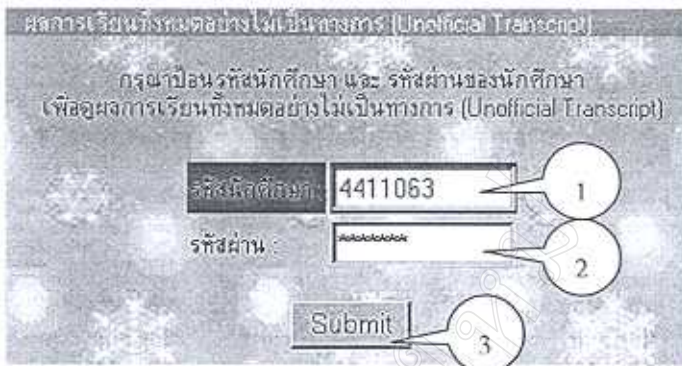 ผลการเรียนทั้งหมดอย่างไม่เป็นทางการ (Unofficial Transcript)
กรุณาป้อนรหัสนักศึกษา และ รหัสผ่านของนักศึกษา
เพื่อดูผลการเรียนทั้งหมดอย่างไม่เป็นทางการ (Unofficial Transcript)
รหัสนักศึกษา : 4411063 1
รหัสผ่าน : ******** 2
Submit 3